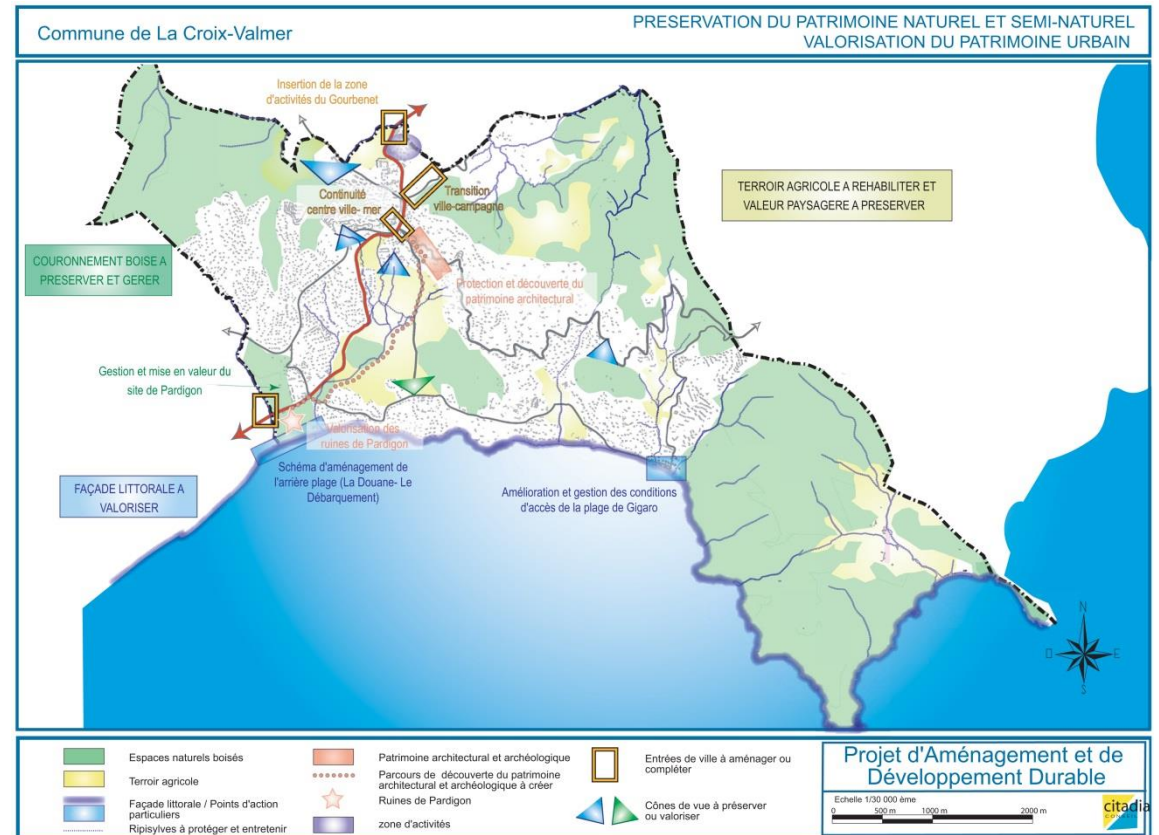 Commune de La Croix-Valmer
PRESERVATION DU PATRIMOINE NATUREL ET SEMI-NATUREL
VALORISATION DU PATRIMOINE URBAIN
Insertion de la zone
d'activités du Gourbenet
Continuité
centre ville- mer
Transition
ville-campagne
TERROIR AGRICOLE A REHABILITER ET
VALEUR PAYSAGERE A PRESERVER
COURONNEMENT BOISE A
PRESERVER ET GERER
Protection et découverte du
patrimoine architectural
Gestion et mise en valeur du
site de Pardigon
Valorisation des
ruines de Pardigon
FAÇADE LITTORALE A
VALORISER
Schéma d'aménagement de
l'arrière plage (La Douane- Le
Débarquement)
Amélioration et gestion des conditions
d'accès de la plage de Gigaro
N
O
E
S
Espaces naturels boisés
Terroir agricole
Façade littorale / Points d'action
particuliers
Ripisylves à protéger et entretenir
Patrimoine architectural et archéologique
Parcours de découverte du patrimoine
architectural et archéologique à créer
Ruines de Pardigon
zone d'activités
Entrées de ville à aménager ou
compléter
Cônes de vue à préserver
ou valoriser
Projet d'Aménagement et de
Développement Durable
Echelle 1/30 000 ème
0 500 m 1000 m 2000 m
citadia
CONSEIL